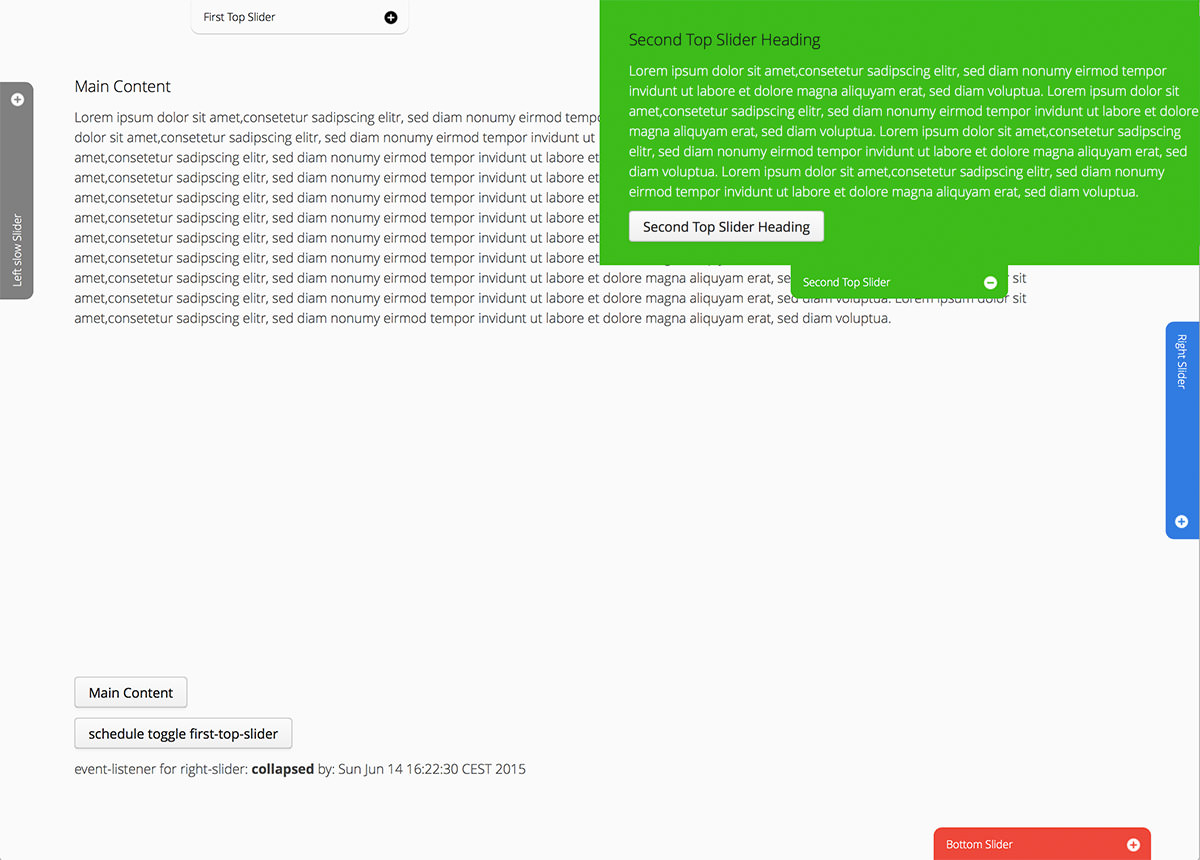 First Top Slider
Second Top Slider Heading
Lorem ipsum dolor sit amet,consetetur sadipscing elitr, sed diam nonumy eirmod tempor
invidunt ut labore et dolore magna aliquyam erat, sed diam voluptua. Lorem ipsum dolor sit
amet,consetetur sadipscing elitr, sed diam nonumy eirmod tempor invidunt ut labore et dolore
magna aliquyam erat, sed diam voluptua. Lorem ipsum dolor sit amet,consetetur sadipscing
elitr, sed diam nonumy eirmod tempor invidunt ut labore et dolore magna aliquyam erat, sed
diam voluptua. Lorem ipsum dolor sit amet,consetetur sadipscing elitr, sed diam nonumy
eirmod tempor invidunt ut labore et dolore magna aliquyam erat, sed diam voluptua.
Second Top Slider Heading
Second Top Slider
Left slow Slider
Main Content
Lorem ipsum dolor sit amet,consetetur sadipscing elitr, sed diam nonumy eirmod
dolor sit amet,consetetur sadipscing elitr, sed diam nonumy eirmod tempor invidunt ut
amet,consetetur sadipscing elitr, sed diam nonumy eirmod tempor invidunt ut labore et
amet,consetetur sadipscing elitr, sed diam nonumy eirmod tempor invidunt ut labore et
amet,consetetur sadipscing elitr, sed diam nonumy eirmod tempor invidunt ut labore et
amet,consetetur sadipscing elitr, sed diam nonumy eirmod tempor invidunt ut labore et
amet,consetetur sadipscing elitr, sed diam nonumy eirmod tempor invidunt ut labore et
amet,consetetur sadipscing elitr, sed diam nonumy eirmod tempor invidunt ut labore et
amet,consetetur sadipscing elitr, sed diam nonumy eirmod tempor invidunt ut labore et dolore magna aliquyam erat, sit
amet,consetetur sadipscing elitr, sed diam nonumy eirmod tempor invidunt ut labore et dolore magna aliquyam erat, sed diam voluptua. Lorem ipsum dolor sit
amet,consetetur sadipscing elitr, sed diam nonumy eirmod tempor invidunt ut labore et dolore magna aliquyam erat, sed diam voluptua.
Right Slider
Main Content
schedule toggle first-top-slider
event-listener for right-slider: collapsed by: Sun Jun 14 16:22:30 CEST 2015
Bottom Slider